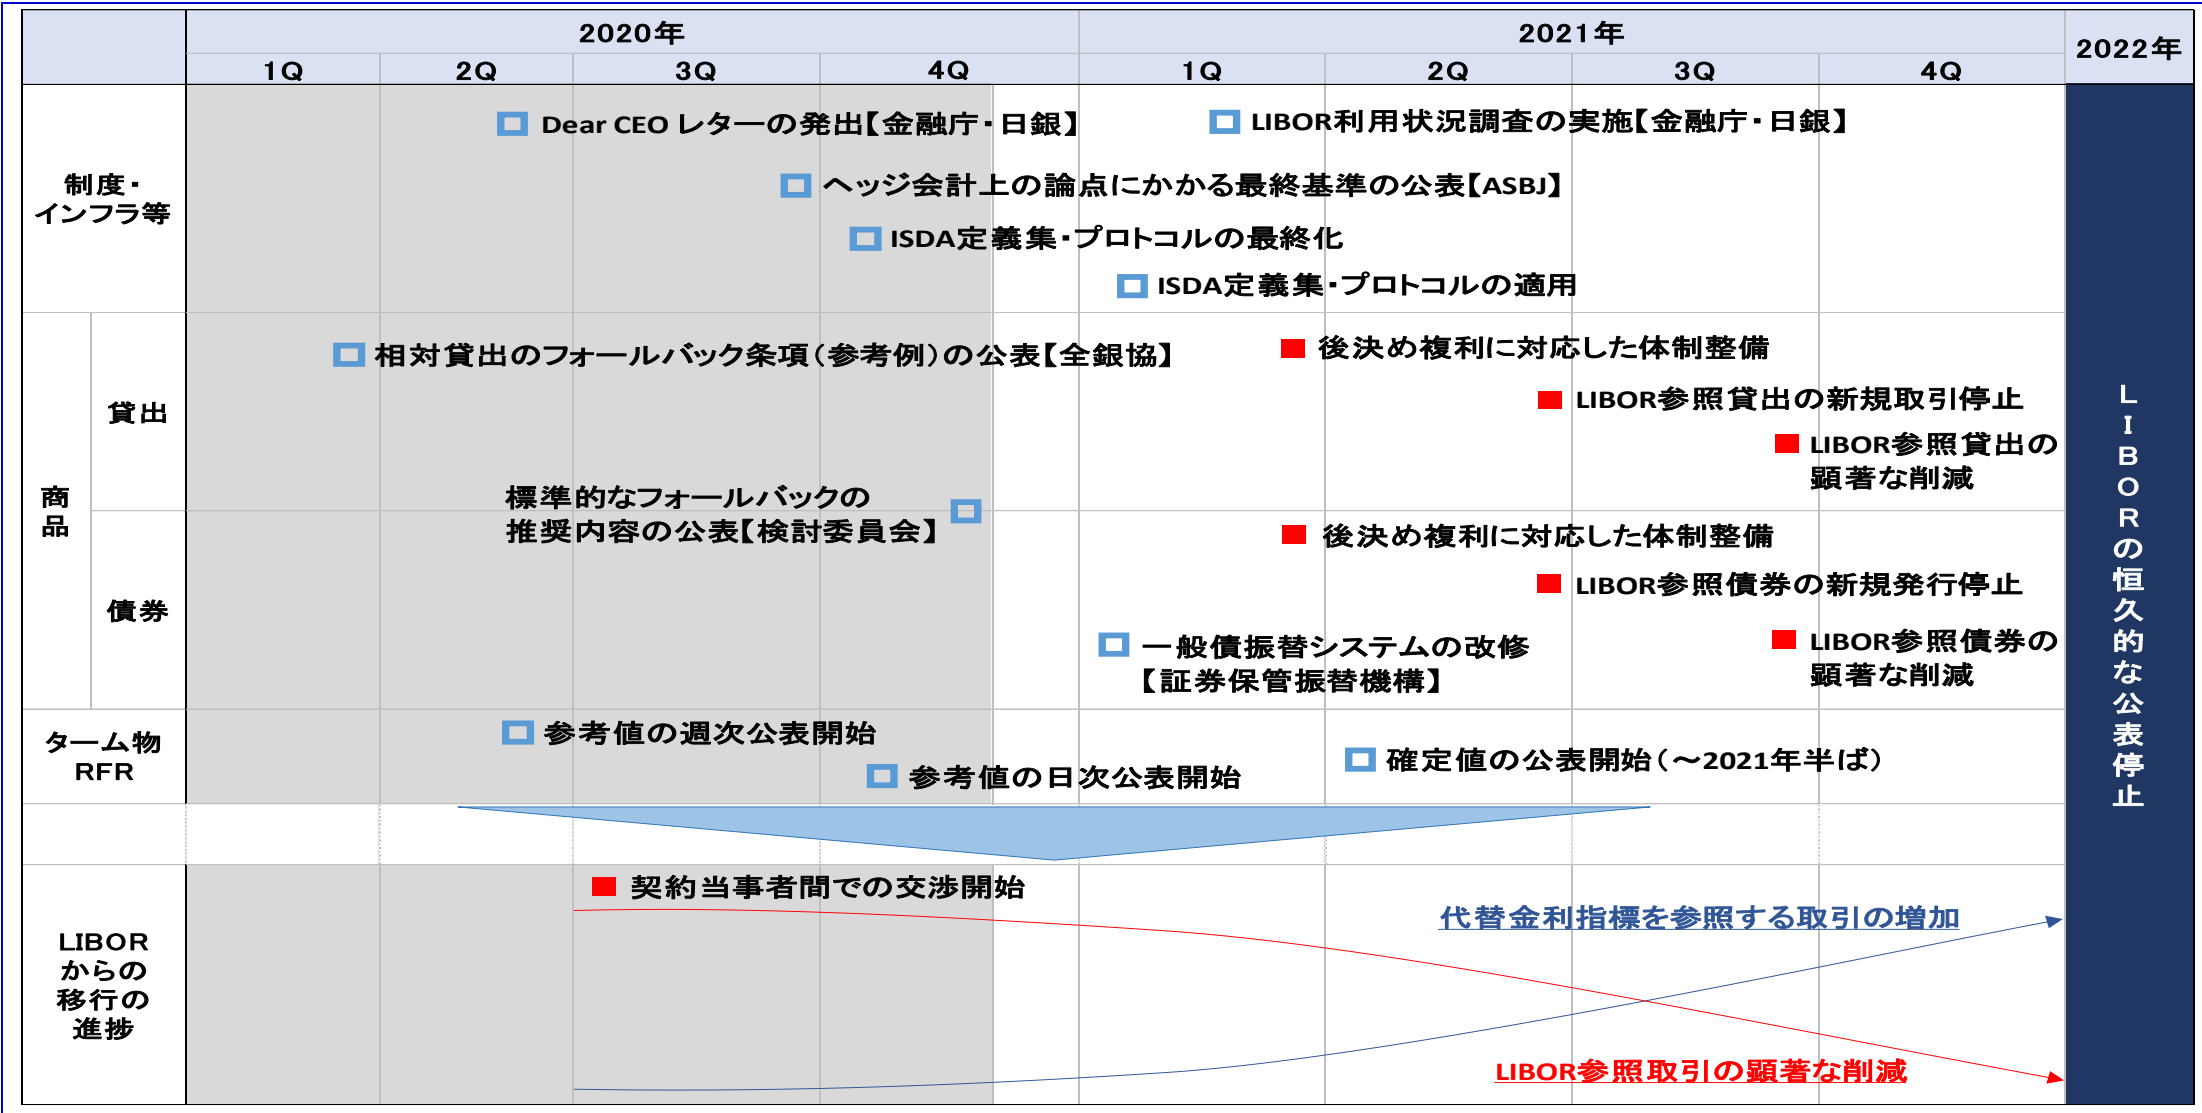 2020年
2021年
2022年
1Q
2Q
3Q
4Q
1Q
2Q
3Q
4Q
制度・
インフラ等
Dear CEO レターの発出【金融庁・日銀】
LIBOR利用状況調査の実施【金融庁・日銀】
ヘッジ会計上の論点にかかる最終基準の公表【ASBJ】
ISDA定義集・プロトコルの最終化
ISDA定義集・プロトコルの適用
商品
貸出
相対貸出のフォールバック条項（参考例）の公表【全銀協】
後決め複利に対応した体制整備
LIBOR参照貸出の新規取引停止
LIBOR参照貸出の
顕著な削減
標準的なフォールバックの
推奨内容の公表【検討委員会】
債券
後決め複利に対応した体制整備
LIBOR参照債券の新規発行停止
一般債振替システムの改修
【証券保管振替機構】
LIBOR参照債券の
顕著な削減
ターム物
RFR
参考値の週次公表開始
参考値の日次公表開始
確定値の公表開始（～2021年半ば）
LIBOR
からの
移行の
進捗
契約当事者間での交渉開始
代替金利指標を参照する取引の増加
LIBOR参照取引の顕著な削減
LIBORの恒久的な公表停止